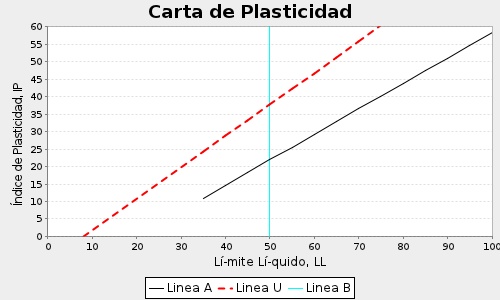 Carta de Plasticidad
Índice de Plasticidad, IP
60
55
50
45
40
35
30
25
20
15
10
5
0
0 10 20 30 40 50 60 70 80 90 100
Lí-mite Lí-quido, LL
Linea A Linea U Linea B